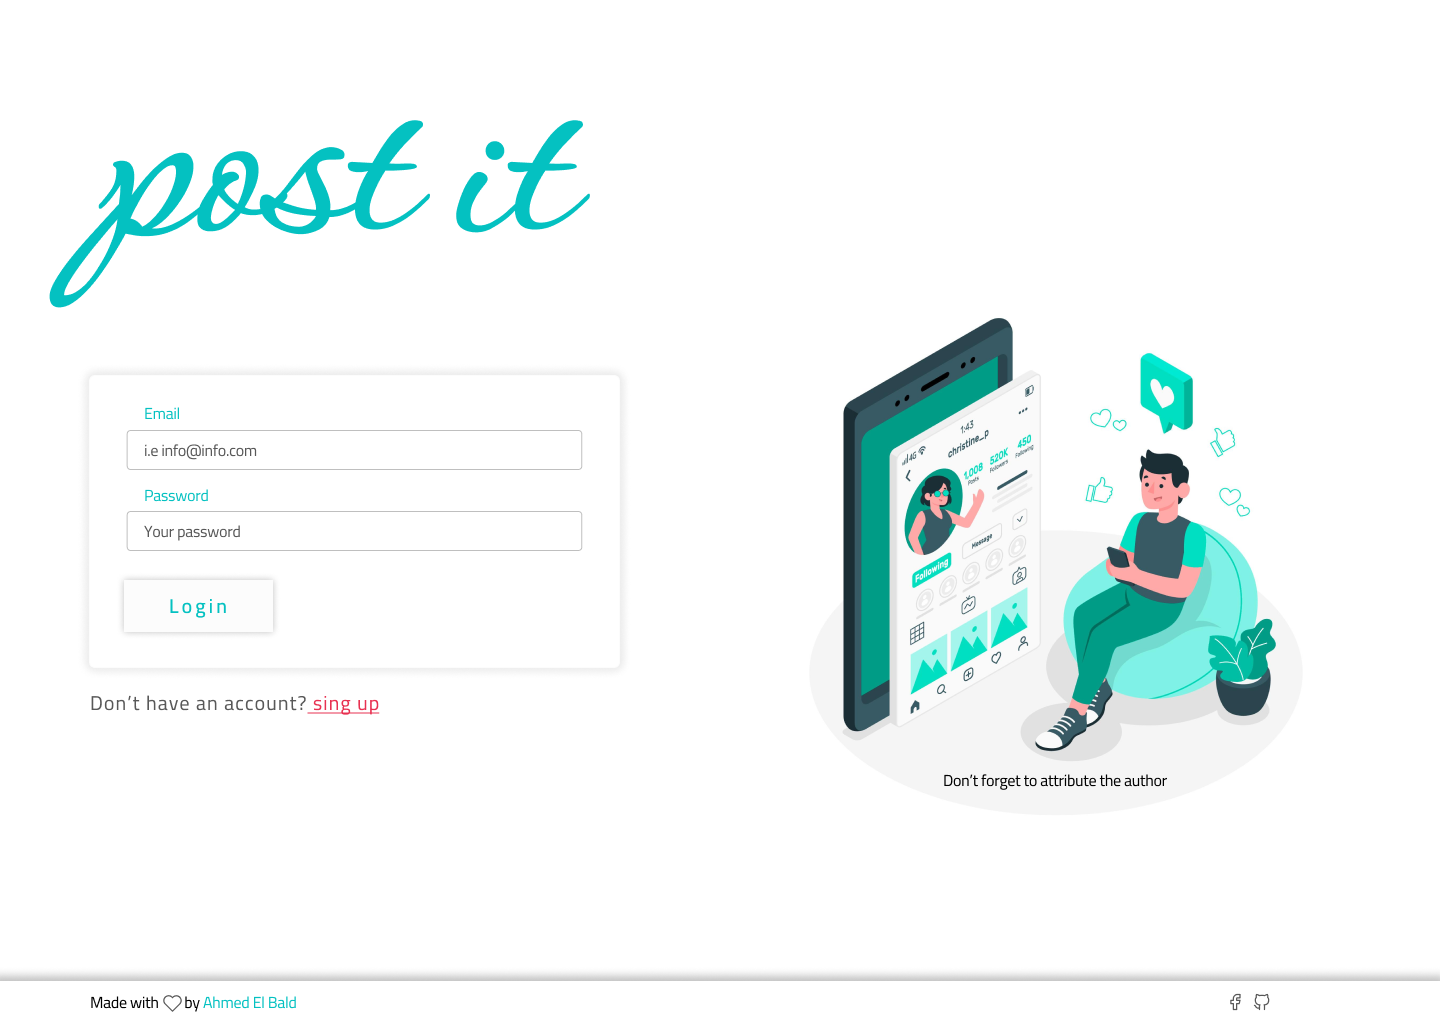 post it
Email
i.e info@info.com
Password
Your password
Login
Don’t have an account? sing up
1:43
4G
christine_p
1,008 520K 450
Posts Followers Following
Following
Message
Don’t forget to attribute the author
Made with by Ahmed El Bald